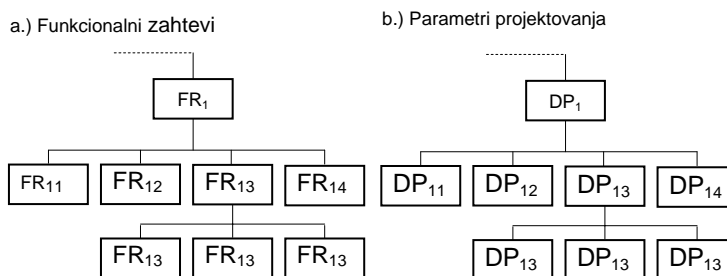 a.) Funkcionalni zahtevi
FR1
FR11 FR12 FR13 FR14
FR13 FR13 FR13
b.) Parametri projektovanja
DP1
DP11 DP12 DP13 DP14
DP13 DP13 DP13